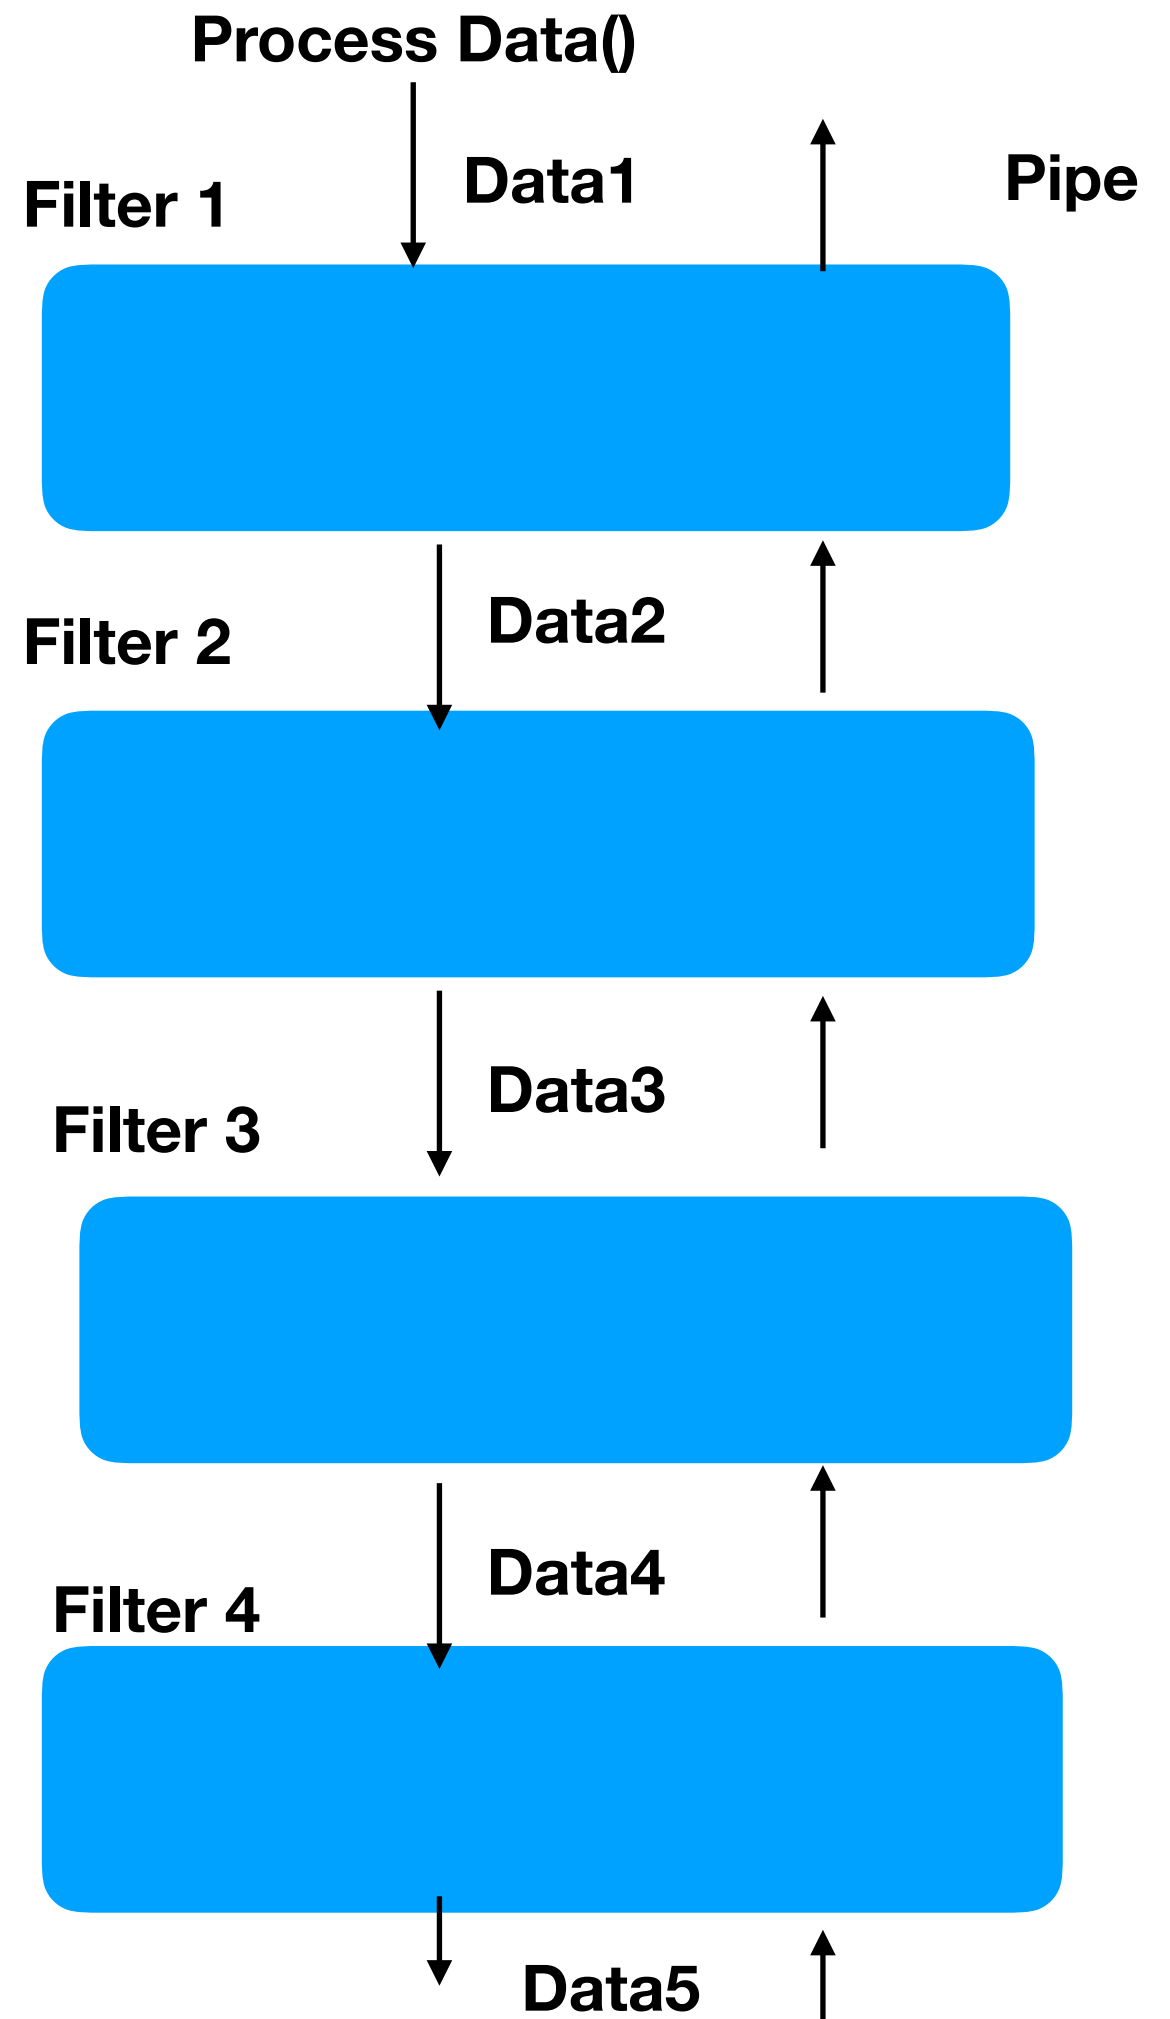 Process Data()
Data1
Pipe
Filter 1
Data2
Filter 2
Data3
Filter 3
Data4
Filter 4
Data5